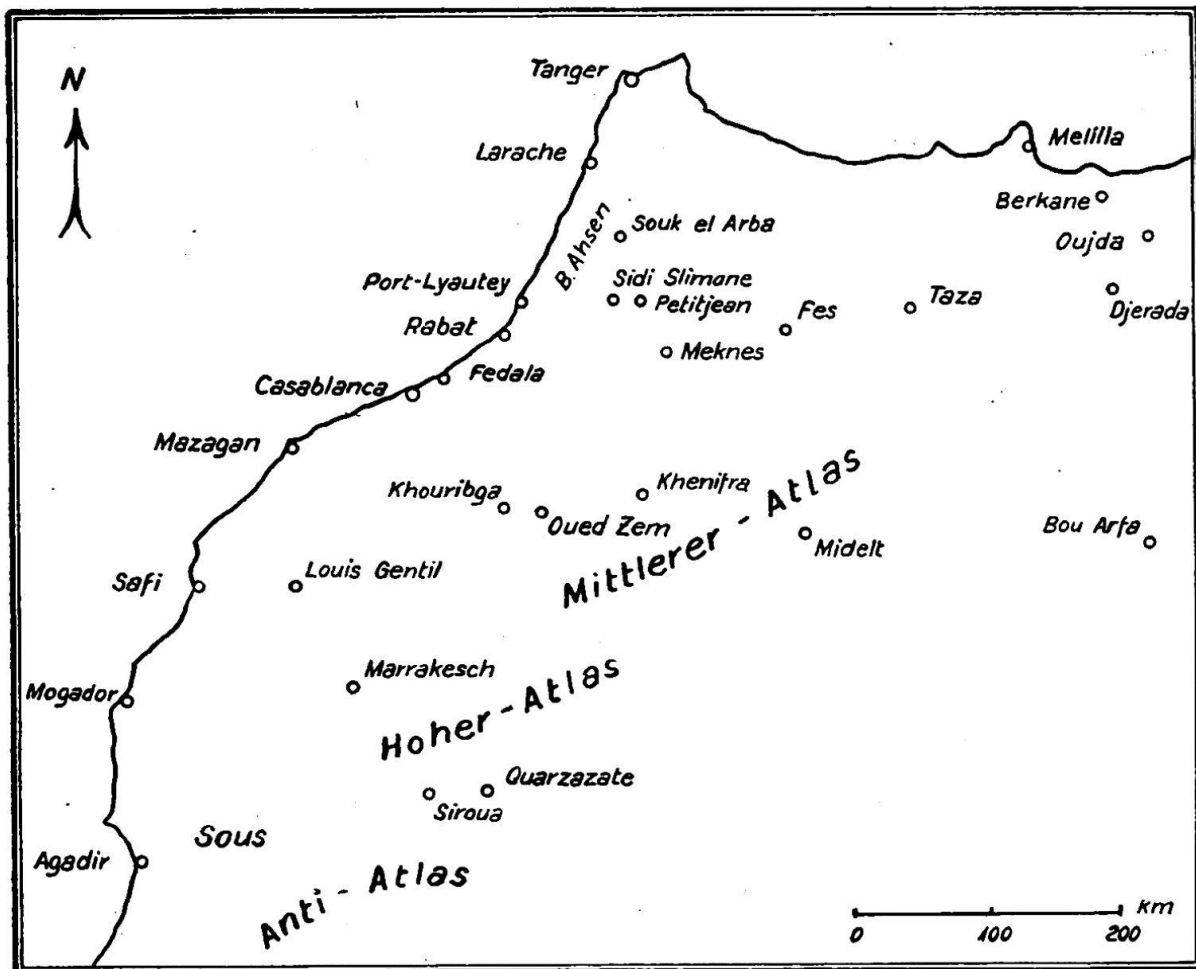 N
Tanger
Larache
Melilla
Berkane
Souk el Arba
Oujda
B. Ahsen
Port-Lyautey
Sidi Slimane
Petitjean
Fes
Taza
Djerada
Rabat
Meknes
Fedala
Casablanca
Mazagan
Khouribga
Khenifra
Oued Zem
Mittlerer-Atlas
Midelt
Bou Arfa
Safi
Louis Gentil
Marrakesch
Mogador
Hoher-Atlas
Quarzazate
Siroua
Sous
Agadir
Anti-Atlas
km
0 100 200